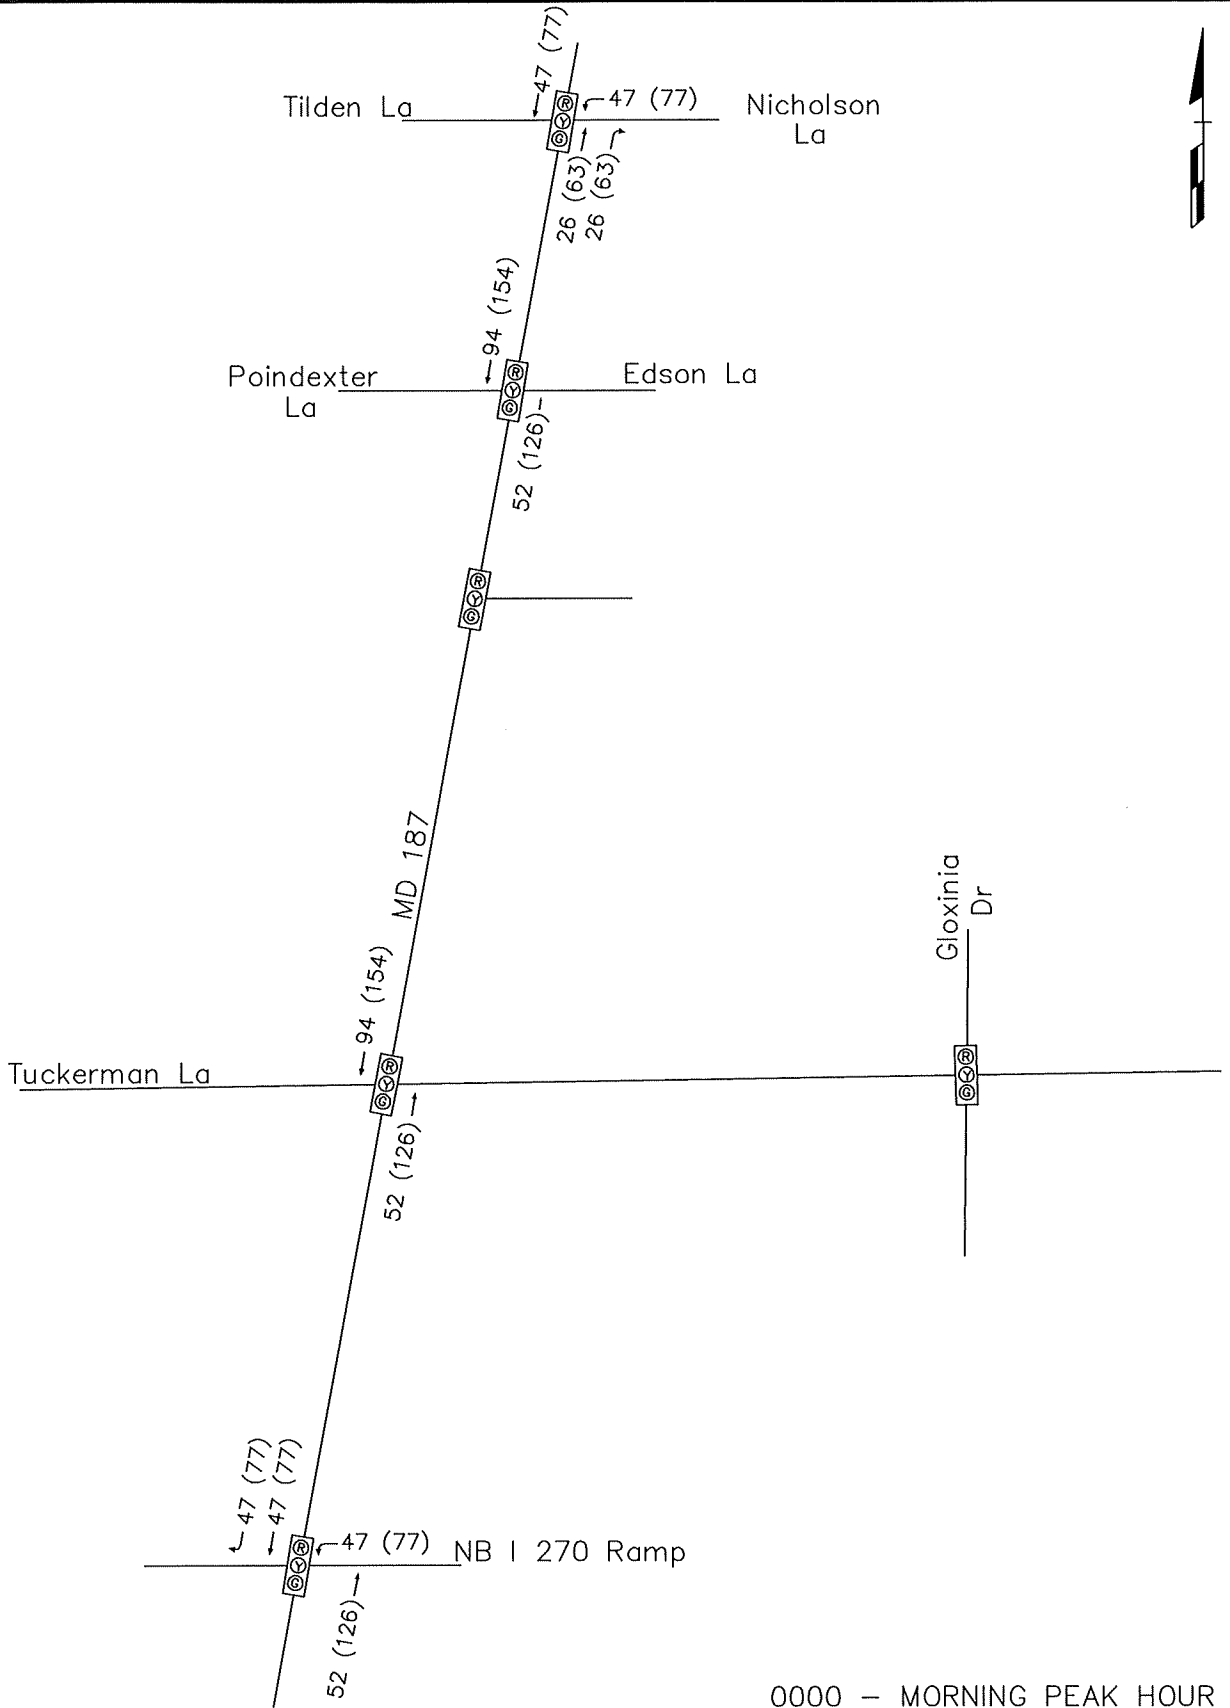 47 (77)
Tilden La
R
Y
G
47 (77)
Nicholson
La
26 (63)
26 (63)
94 (154)
Poindexter
La
R
Y
G
Edson La
52 (126)
R
Y
G
MD 187
Gloxinia
Dr
94 (154)
Tuckerman La
R
Y
G
R
Y
G
52 (126)
47 (77)
47 (77)
R
Y
G
47 (77)
NB I 270 Ramp
52 (126)
0000 – MORNING PEAK HOUR